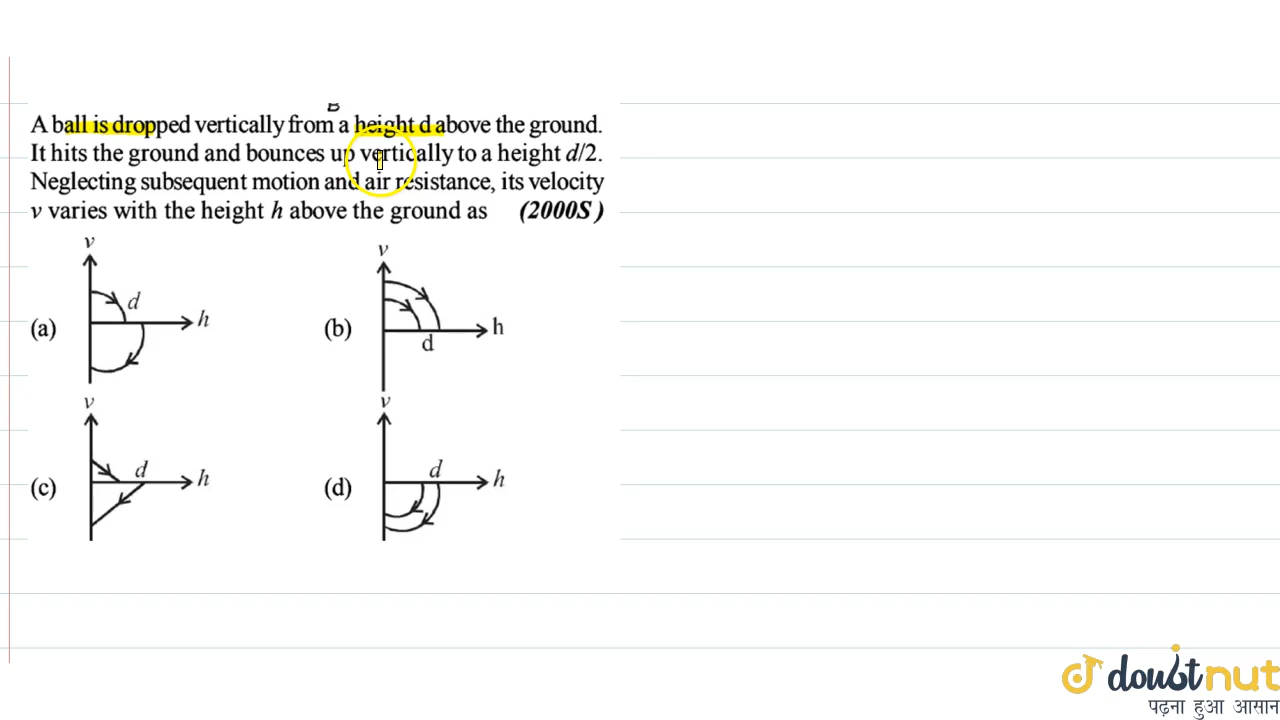 g
A ball is dropped vertically from a height d above the ground.
It hits the ground and bounces up vertically to a height d/2.
Neglecting subsequent motion and air resistance, its velocity
v varies with the height h above the ground as (2000S)
(a) v d h
(b) v d h
(c) v d h
(d) v d h
doubtnut
पढ़ना हुआ आसान